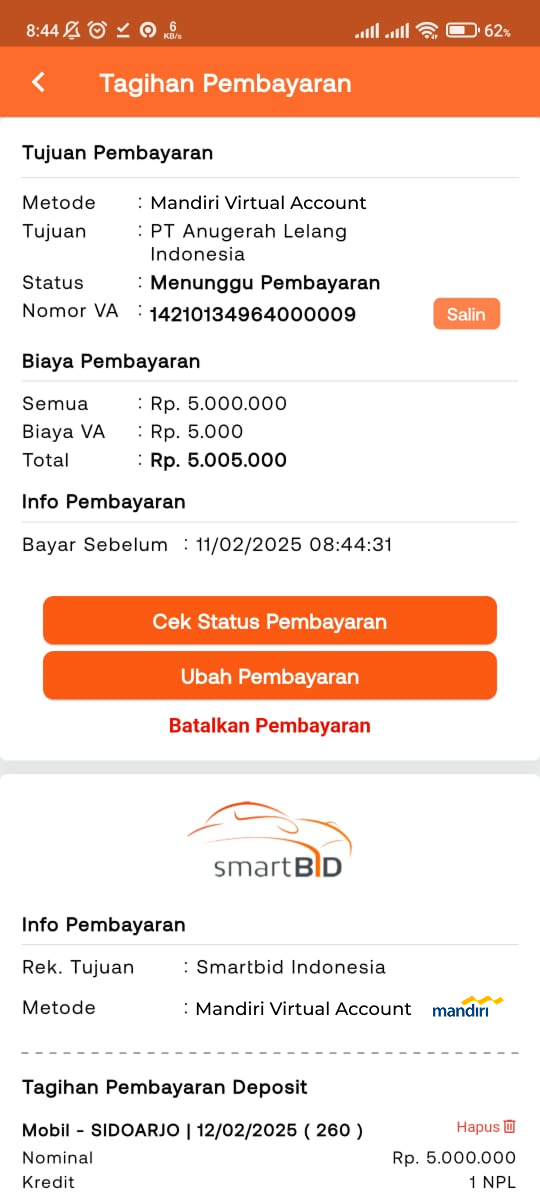 8:44 6 KB/s 62%
Tagihan Pembayaran
Tujuan Pembayaran
Metode : Mandiri Virtual Account
Tujuan : PT Anugerah Lelang
Indonesia
Status : Menunggu Pembayaran
Nomor VA : 14210134964000009 Salin
Biaya Pembayaran
Semua : Rp. 5.000.000
Biaya VA : Rp. 5.000
Total : Rp. 5.005.000
Info Pembayaran
Bayar Sebelum : 11/02/2025 08:44:31
Cek Status Pembayaran
Ubah Pembayaran
Batalkan Pembayaran
smartBID
Info Pembayaran
Rek. Tujuan : Smartbid Indonesia
Metode : Mandiri Virtual Account mandiri
Tagihan Pembayaran Deposit
Mobil - SIDOARJO | 12/02/2025 ( 260 ) Hapus
Nominal Rp. 5.000.000
Kredit 1 NPL